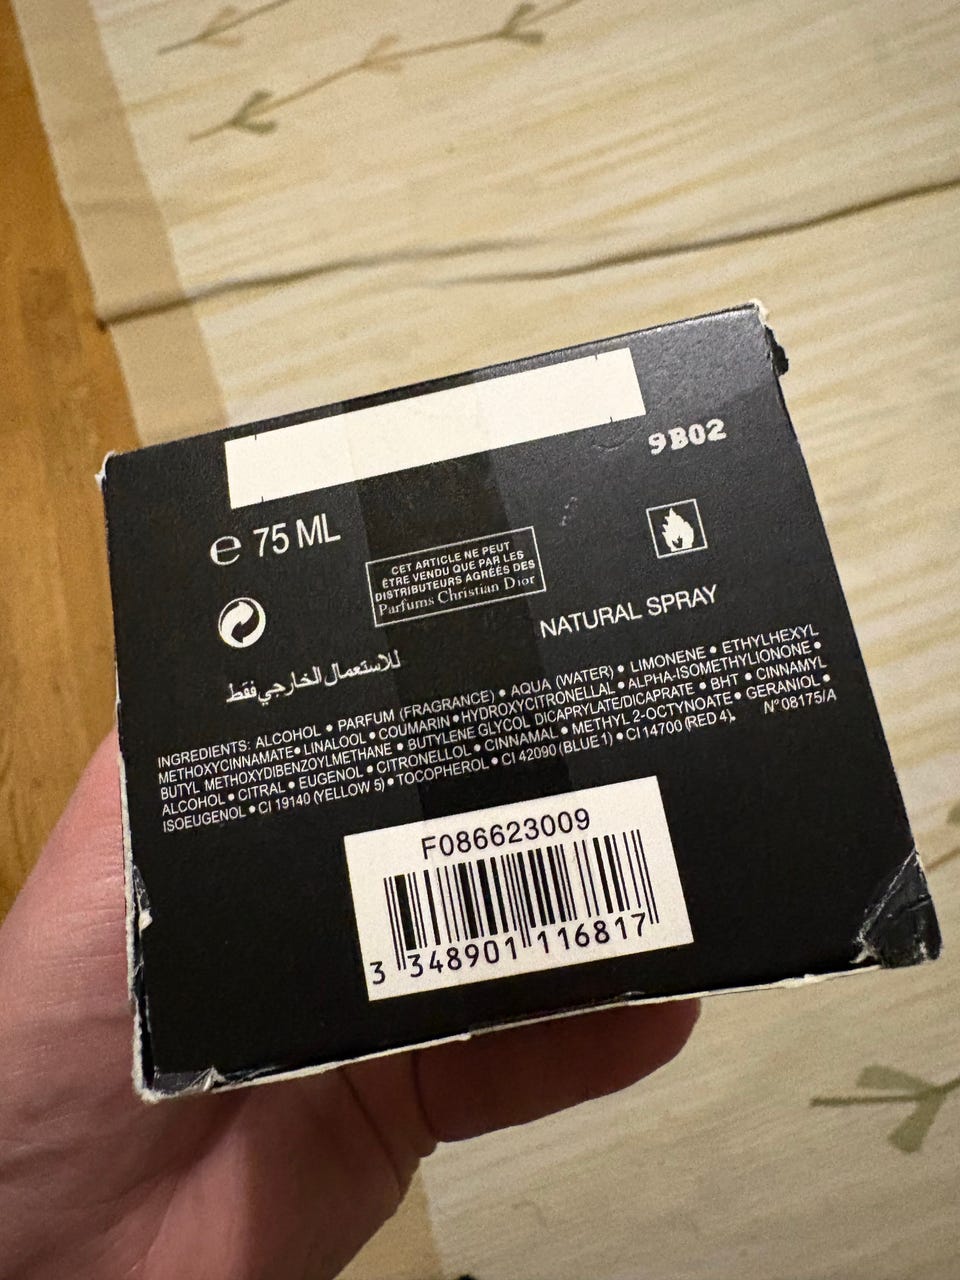 9B02
℮ 75 ML
CET ARTICLE NE PEUT
ÊTRE VENDU QUE PAR LES
DISTRIBUTEURS AGRÉÉS DES
Parfums Christian Dior
NATURAL SPRAY
للاستعمال الخارجي فقط
INGREDIENTS: ALCOHOL • PARFUM (FRAGRANCE) • AQUA (WATER) • LIMONENE • ETHYLHEXYL
METHOXYCINNAMATE • LINALOOL • COUMARIN • HYDROXYCITRONELLAL • ALPHA-ISOMETHYLIONONE •
BUTYL METHOXYDIBENZOYLMETHANE • BUTYLENE GLYCOL DICAPRYLATE/DICAPRATE • BHT • CINNAMYL
ALCOHOL • CITRAL • EUGENOL • CITRONELLOL • CINNAMAL • METHYL 2-OCTYNOATE • GERANIOL •
ISOEUGENOL • CI 19140 (YELLOW 5) • TOCOPHEROL • CI 42090 (BLUE 1) • CI 14700 (RED 4). N° 08175/A
F086623009
3 348901 116817